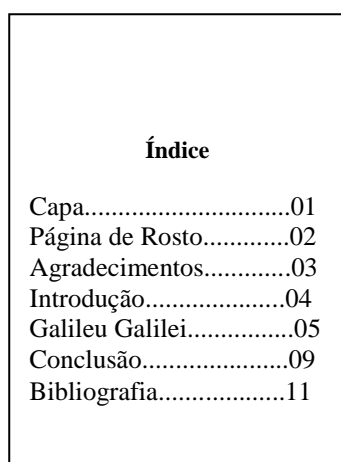 Índice
Capa...............................01
Página de Rosto.............02
Agradecimentos.............03
Introdução.....................04
Galileu Galilei................05
Conclusão......................09
Bibliografia...................11